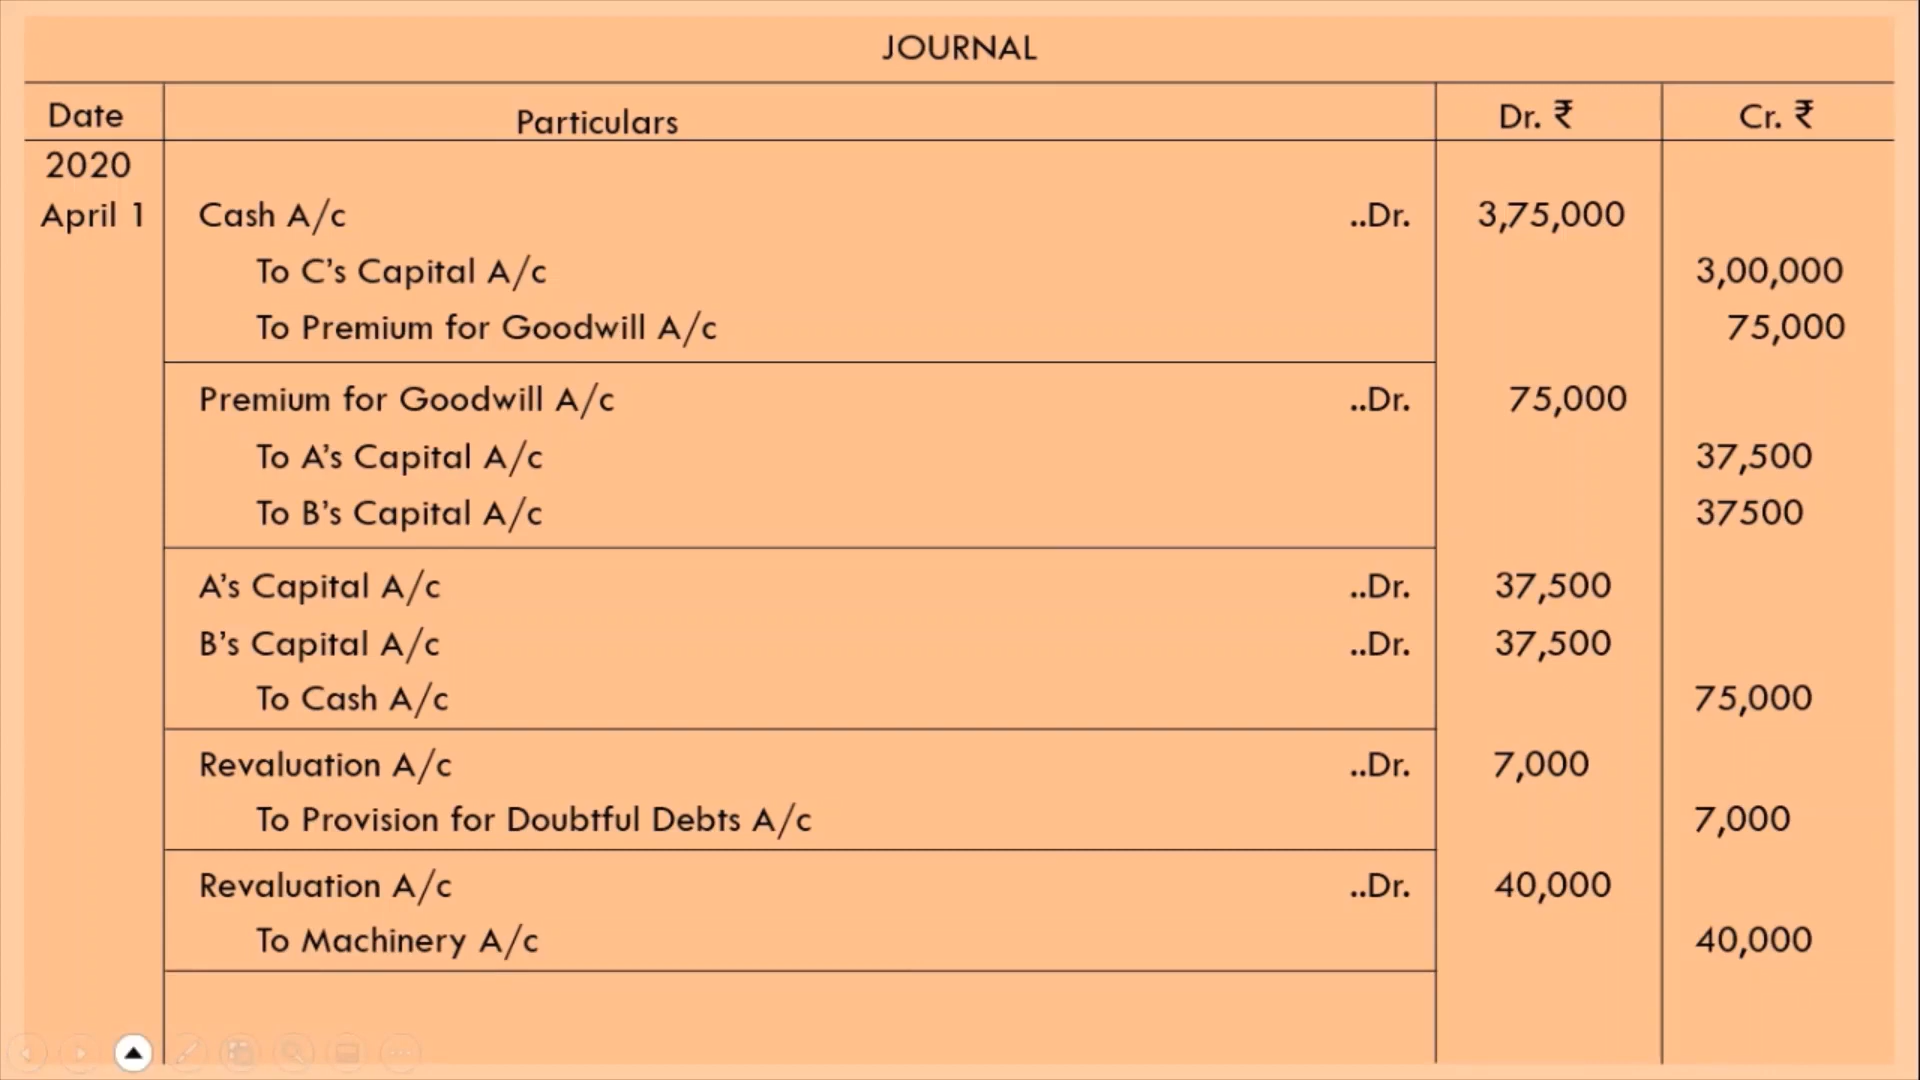 JOURNAL
Date Particulars Dr. ₹ Cr. ₹
2020
April 1 Cash A/c ..Dr. 3,75,000
To C’s Capital A/c 3,00,000
To Premium for Goodwill A/c 75,000
Premium for Goodwill A/c ..Dr. 75,000
To A’s Capital A/c 37,500
To B’s Capital A/c 37500
A’s Capital A/c ..Dr. 37,500
B’s Capital A/c ..Dr. 37,500
To Cash A/c 75,000
Revaluation A/c ..Dr. 7,000
To Provision for Doubtful Debts A/c 7,000
Revaluation A/c ..Dr. 40,000
To Machinery A/c 40,000